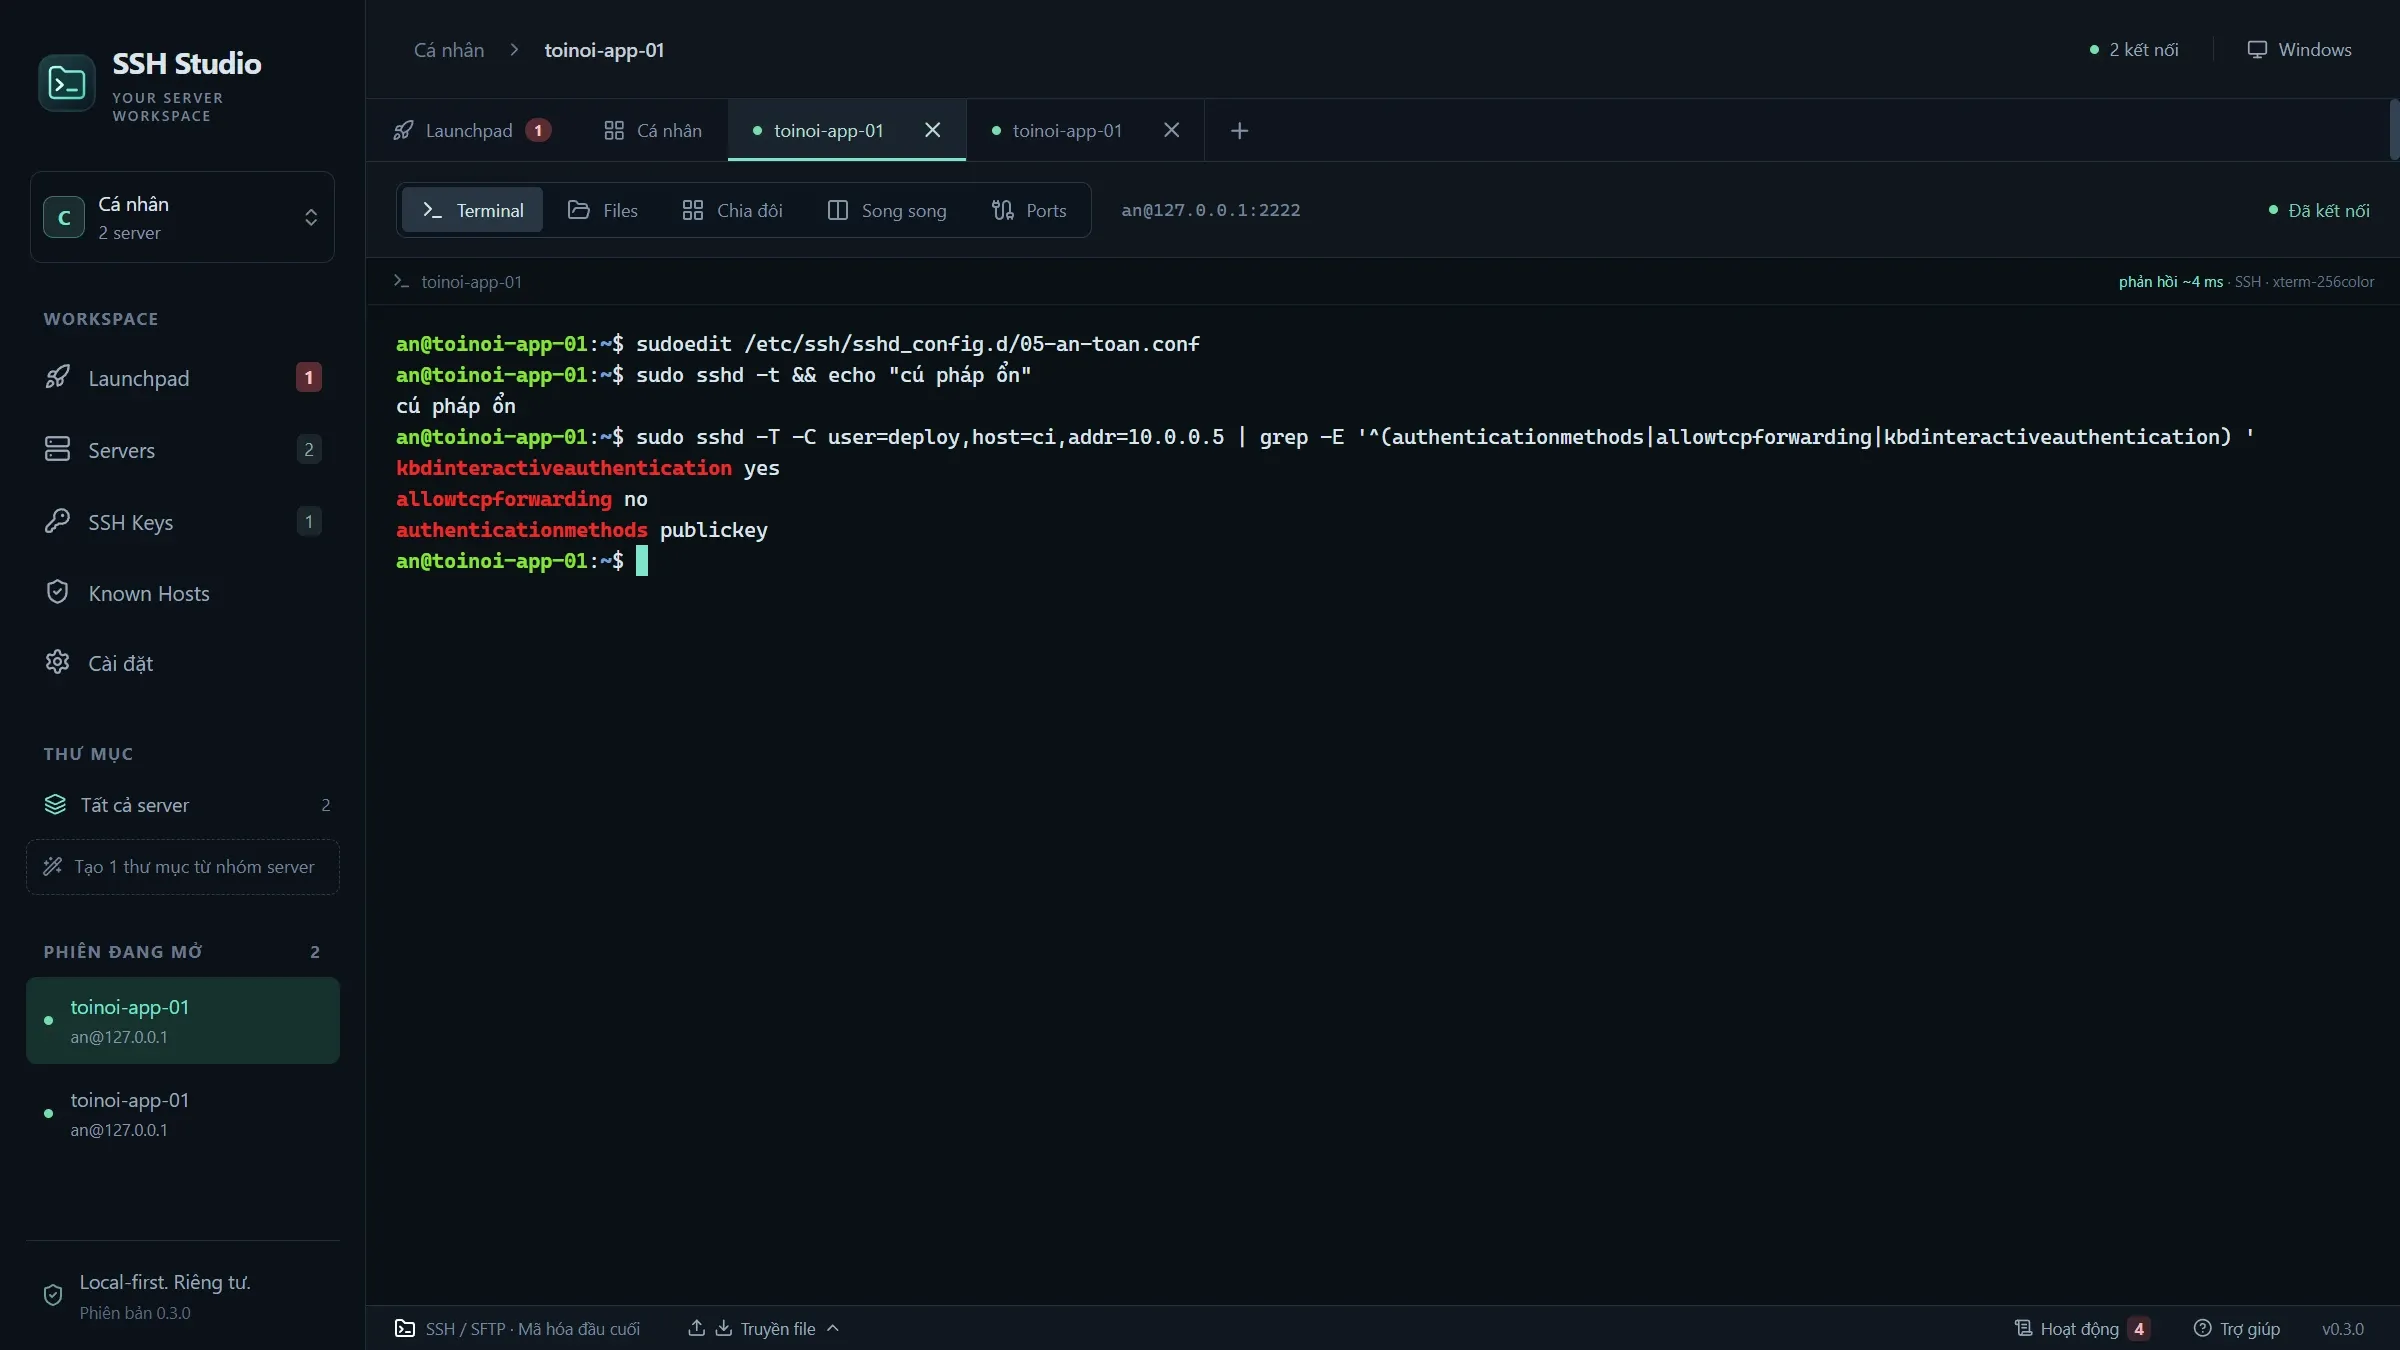 SSH Studio
YOUR SERVER
WORKSPACE
C
Cá nhân
2 server
WORKSPACE
Launchpad 1
Servers 2
SSH Keys 1
Known Hosts
Cài đặt
THƯ MỤC
Tất cả server 2
Tạo 1 thư mục từ nhóm server
PHIÊN ĐANG MỞ 2
toinoi-app-01
an@127.0.0.1
toinoi-app-01
an@127.0.0.1
Local-first. Riêng tư.
Phiên bản 0.3.0
Cá nhân > toinoi-app-01
2 kết nối
Windows
Launchpad 1
Cá nhân
toinoi-app-01
toinoi-app-01
Terminal
Files
Chia đôi
Song song
Ports
an@127.0.0.1:2222
Đã kết nối
toinoi-app-01
phản hồi ~4 ms · SSH · xterm-256color
an@toinoi-app-01:~$ sudoedit /etc/ssh/sshd_config.d/05-an-toan.conf
an@toinoi-app-01:~$ sudo sshd -t && echo "cú pháp ổn"
cú pháp ổn
an@toinoi-app-01:~$ sudo sshd -T -C user=deploy,host=ci,addr=10.0.0.5 | grep -E '^(authenticationmethods|allowtcpforwarding|kbdinteractiveauthentication) '
kbdinteractiveauthentication yes
allowtcpforwarding no
authenticationmethods publickey
an@toinoi-app-01:~$
SSH / SFTP · Mã hóa đầu cuối
Truyền file
Hoạt động 4
Trợ giúp
v0.3.0